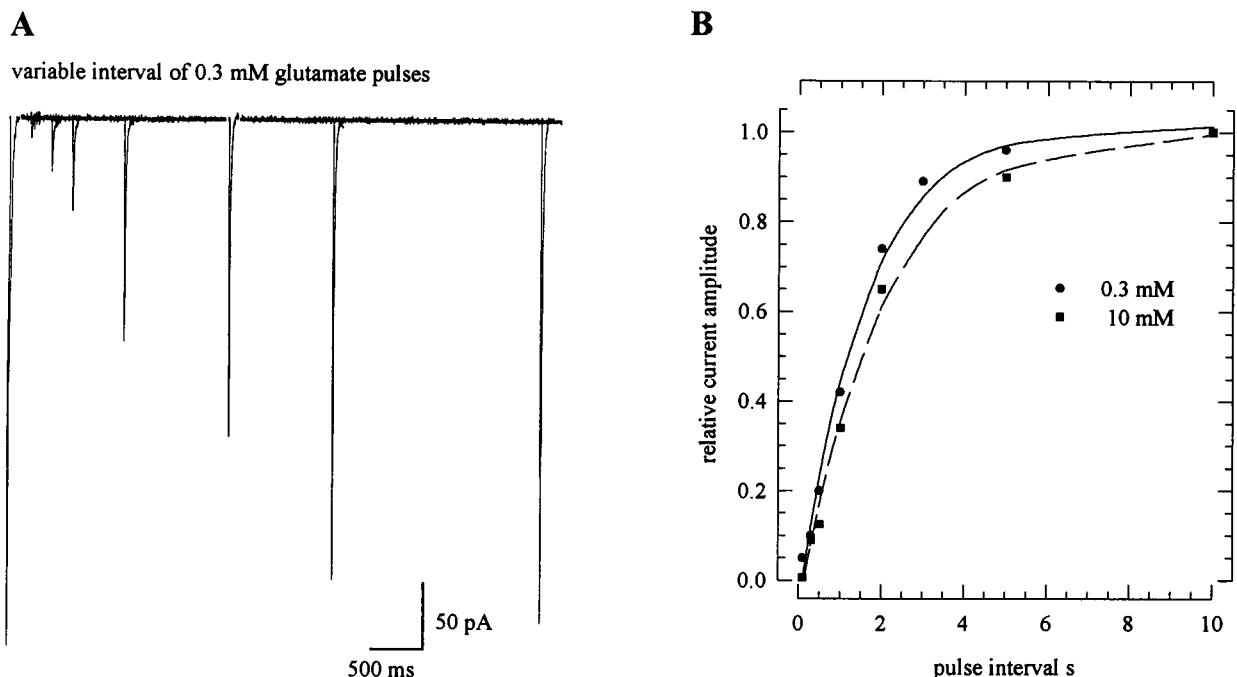 A
variable interval of 0.3 mM glutamate pulses
50 pA
500 ms
B
relative current amplitude
1.0
0.8
0.6
0.4
0.2
0.0
0.3 mM
10 mM
0 2 4 6 8 10
pulse interval s